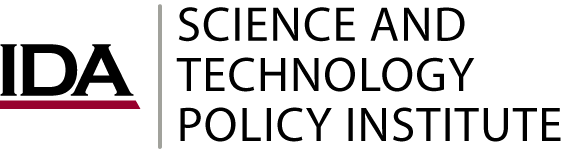 IDA
SCIENCE AND
TECHNOLOGY
POLICY INSTITUTE